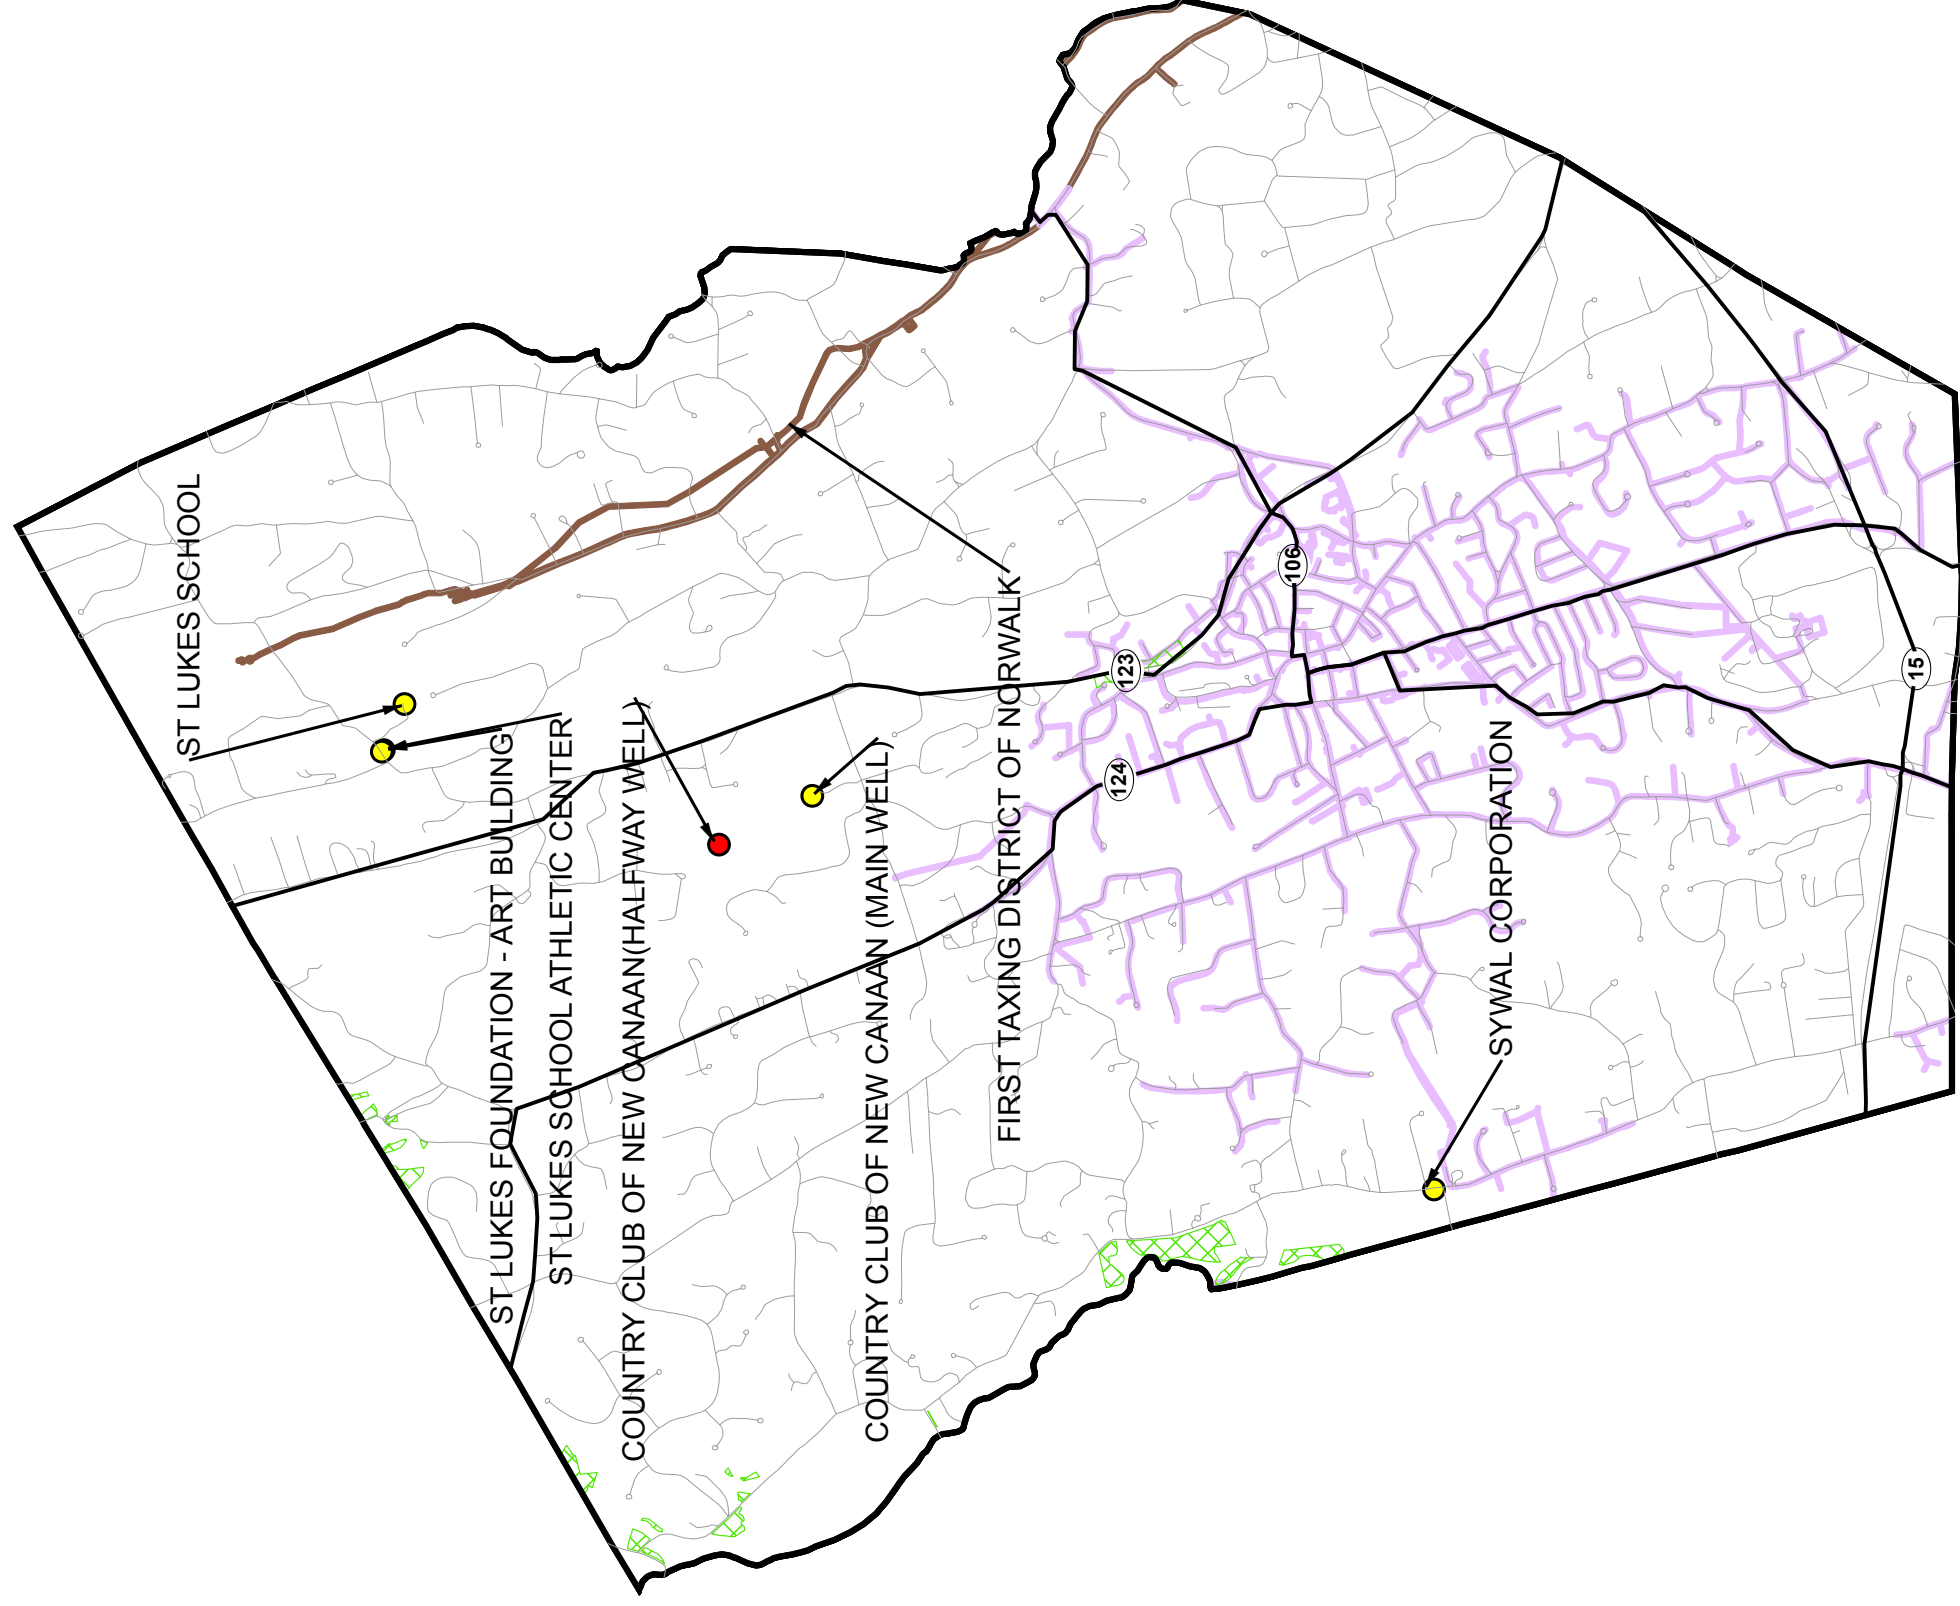 ST LUKES SCHOOL
ST LUKES FOUNDATION - ART BUILDING
ST LUKES SCHOOL ATHLETIC CENTER
COUNTRY CLUB OF NEW CANAAN(HALFWAY WELL)
COUNTRY CLUB OF NEW CANAAN (MAIN WELL)
FIRST TAXING DISTRICT OF NORWALK
123
124
106
SYWAL CORPORATION
15